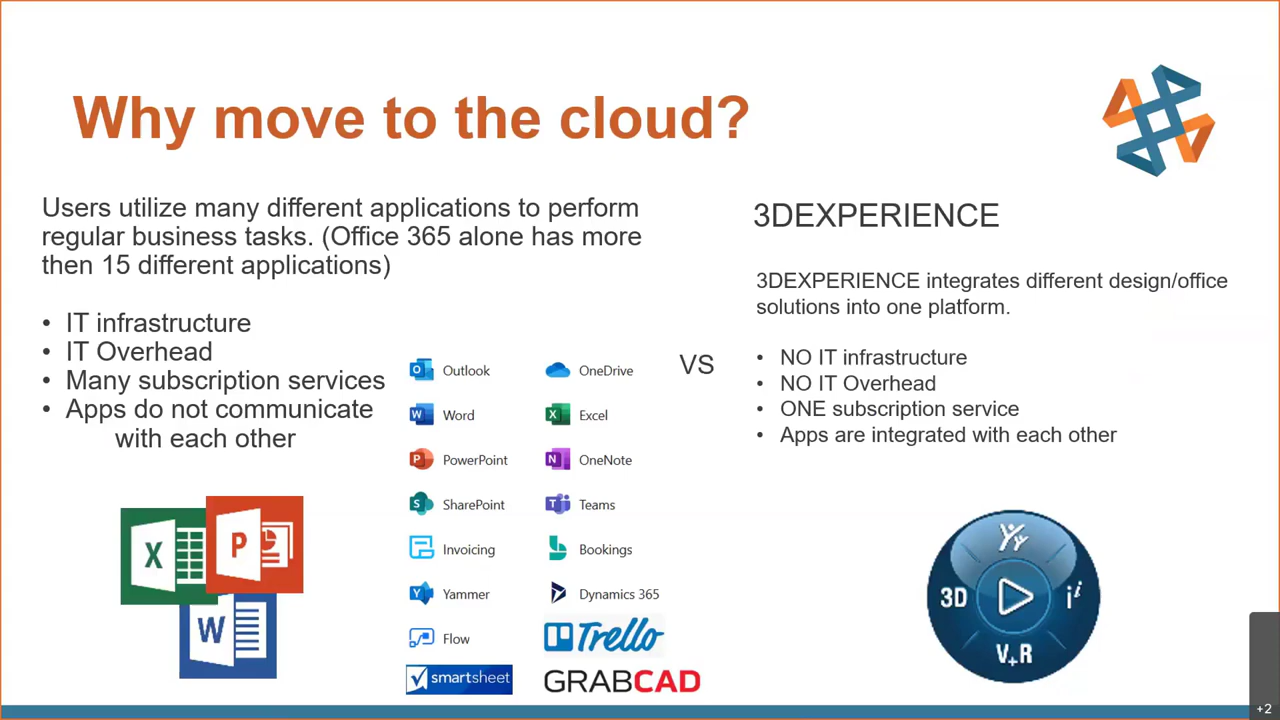 Why move to the cloud?
Users utilize many different applications to perform
regular business tasks. (Office 365 alone has more
then 15 different applications)
• IT infrastructure
• IT Overhead
• Many subscription services
• Apps do not communicate
with each other
Outlook
OneDrive
Word
Excel
PowerPoint
OneNote
SharePoint
Teams
Invoicing
Bookings
Yammer
Dynamics 365
Flow
Trello
smartsheet
GRABCAD
X
P
W
VS
3DEXPERIENCE
3DEXPERIENCE integrates different design/office
solutions into one platform.
• NO IT infrastructure
• NO IT Overhead
• ONE subscription service
• Apps are integrated with each other
3D
i
V+R
+2